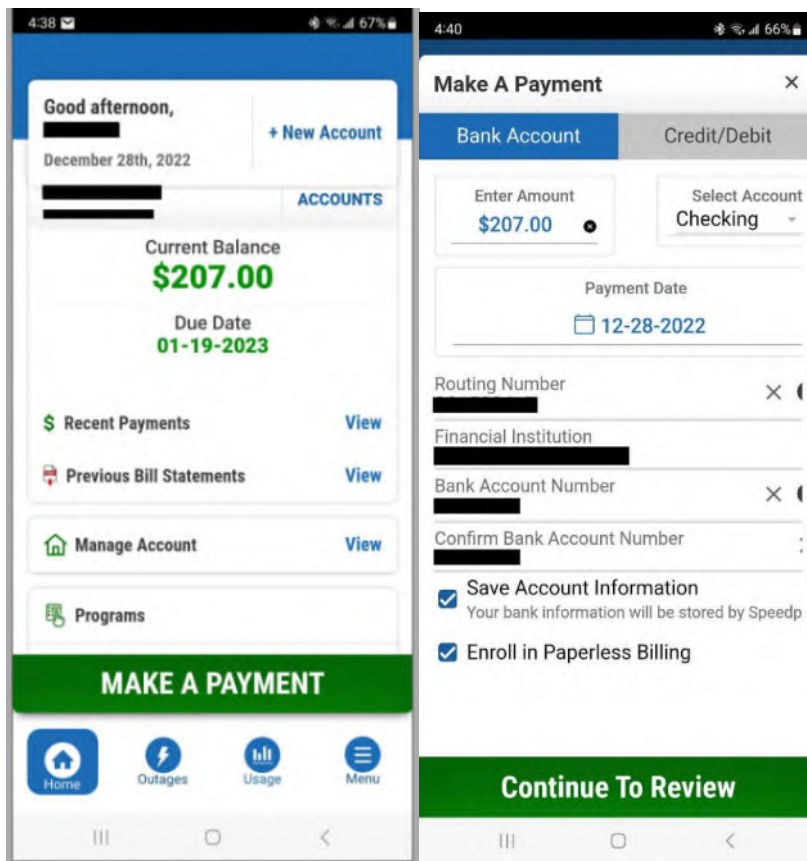 4:38 67%
Good afternoon,
+ New Account
December 28th, 2022
ACCOUNTS
Current Balance
$207.00
Due Date
01-19-2023
$ Recent Payments View
Previous Bill Statements View
Manage Account View
Programs
MAKE A PAYMENT
Home Outages Usage Menu
4:40 66%
Make A Payment ×
Bank Account Credit/Debit
Enter Amount Select Account
$207.00 Checking
Payment Date
12-28-2022
Routing Number
Financial Institution
Bank Account Number
Confirm Bank Account Number
Save Account Information
Your bank information will be stored by Speedp
Enroll in Paperless Billing
Continue To Review